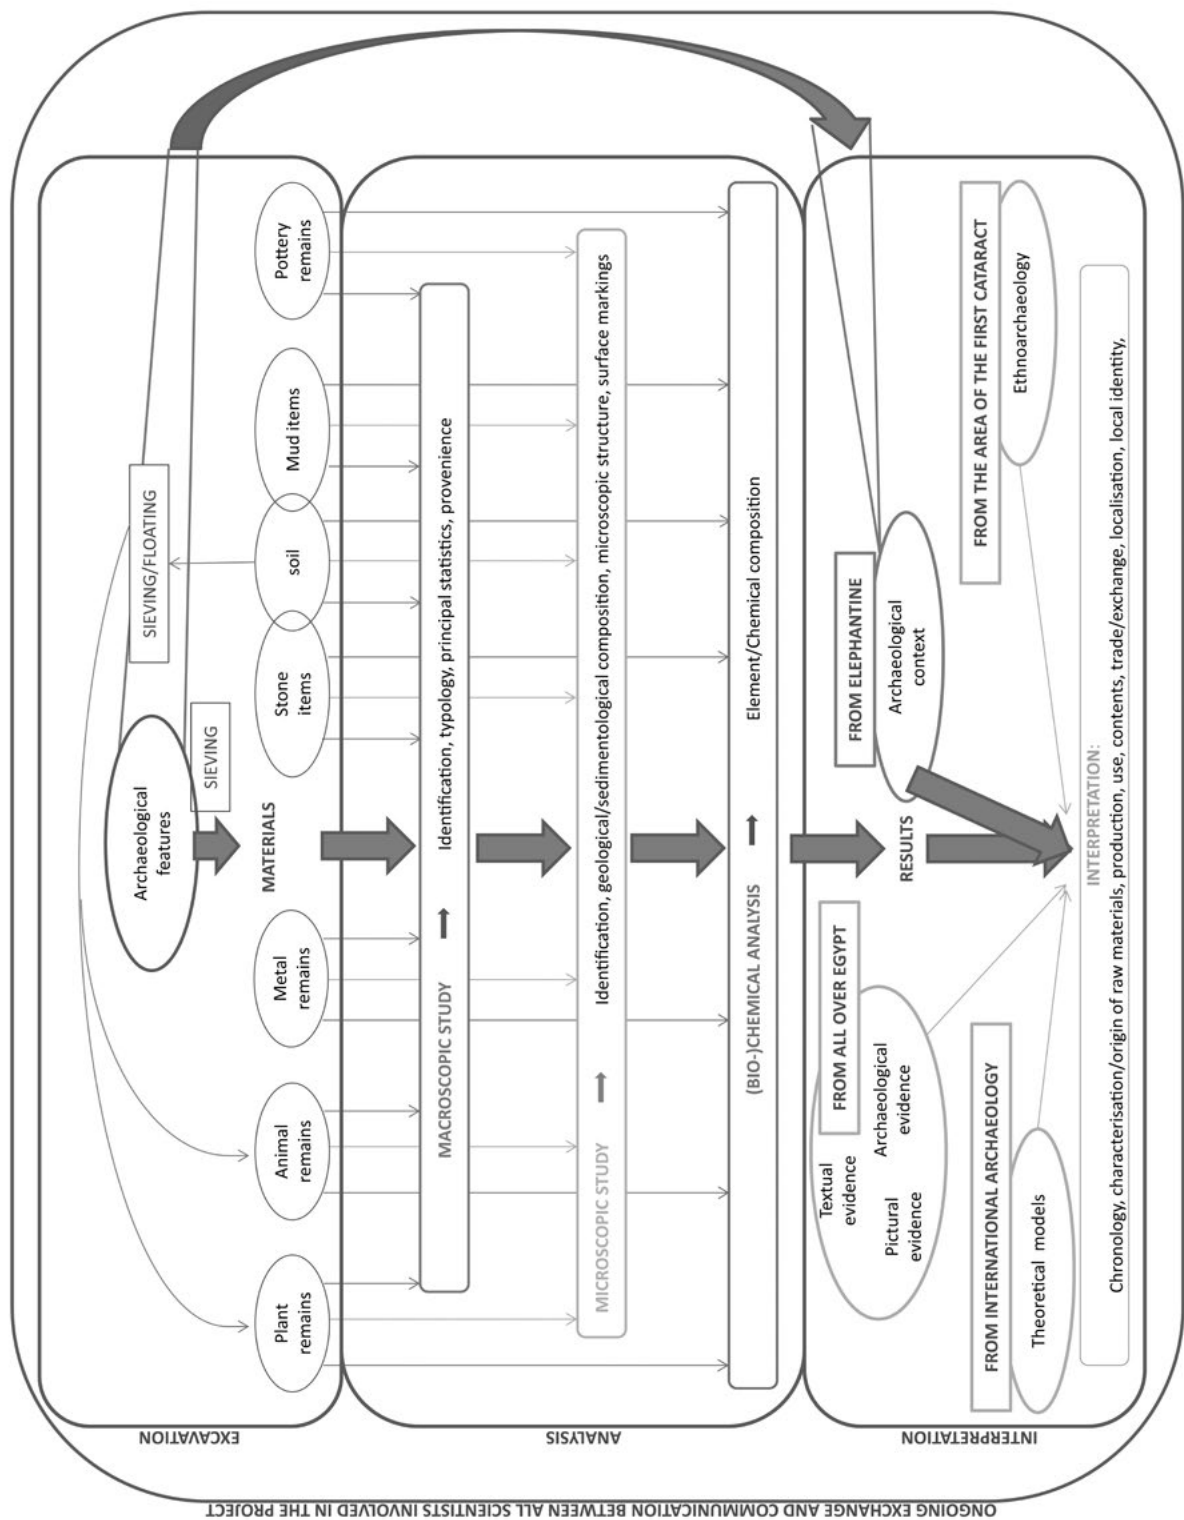 ONGOING EXCHANGE AND COMMUNICATION BETWEEN ALL SCIENTISTS INVOLVED IN THE PROJECT
EXCAVATION
Archaeological
features
SIEVING/FLOATING
SIEVING
MATERIALS
Plant
remains
Animal
remains
Metal
remains
Stone
items
soil
Mud items
Pottery
remains
ANALYSIS
MACROSCOPIC STUDY
Identification, typology, principal statistics, provenience
MICROSCOPIC STUDY
Identification, geological/sedimentological composition, microscopic structure, surface markings
(BIO-)CHEMICAL ANALYSIS
Element/Chemical composition
INTERPRETATION
RESULTS
FROM ALL OVER EGYPT
Textual
evidence
Archaeological
evidence
Pictural
evidence
FROM ELEPHANTINE
Archaeological
context
FROM INTERNATIONAL ARCHAEOLOGY
Theoretical models
FROM THE AREA OF THE FIRST CATARACT
Ethnoarchaeology
INTERPRETATION:
Chronology, characterisation/origin of raw materials, production, use, contents, trade/exchange, localisation, local identity,